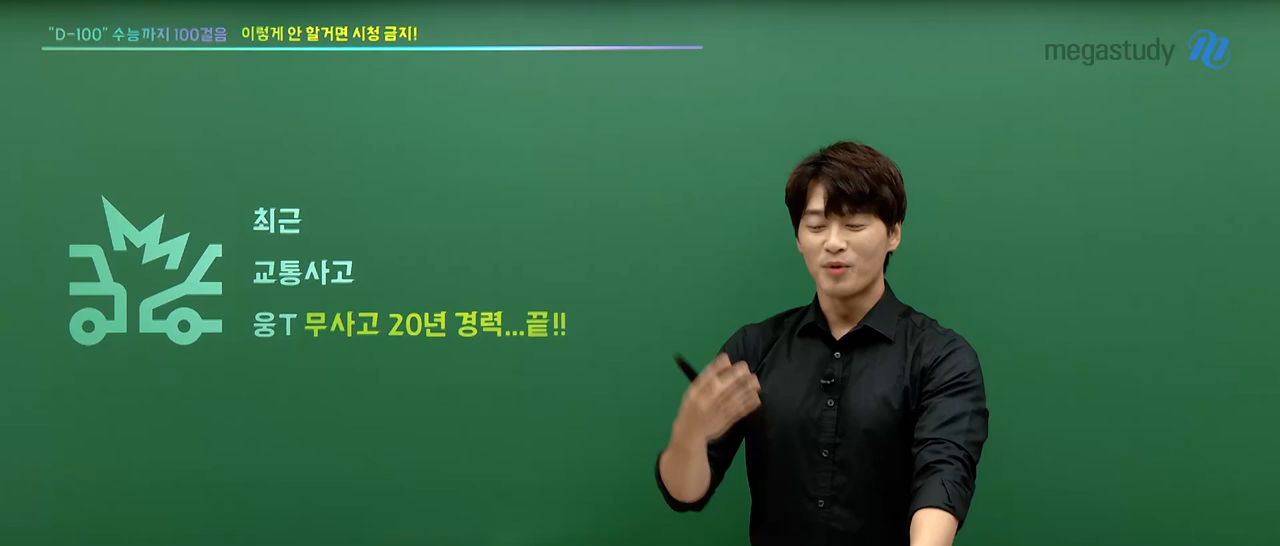 "D-100" 수능까지 100걸음 이렇게 안 할거면 시청 금지!
megastudy
최근
교통사고
웅T 무사고 20년 경력...끝!!